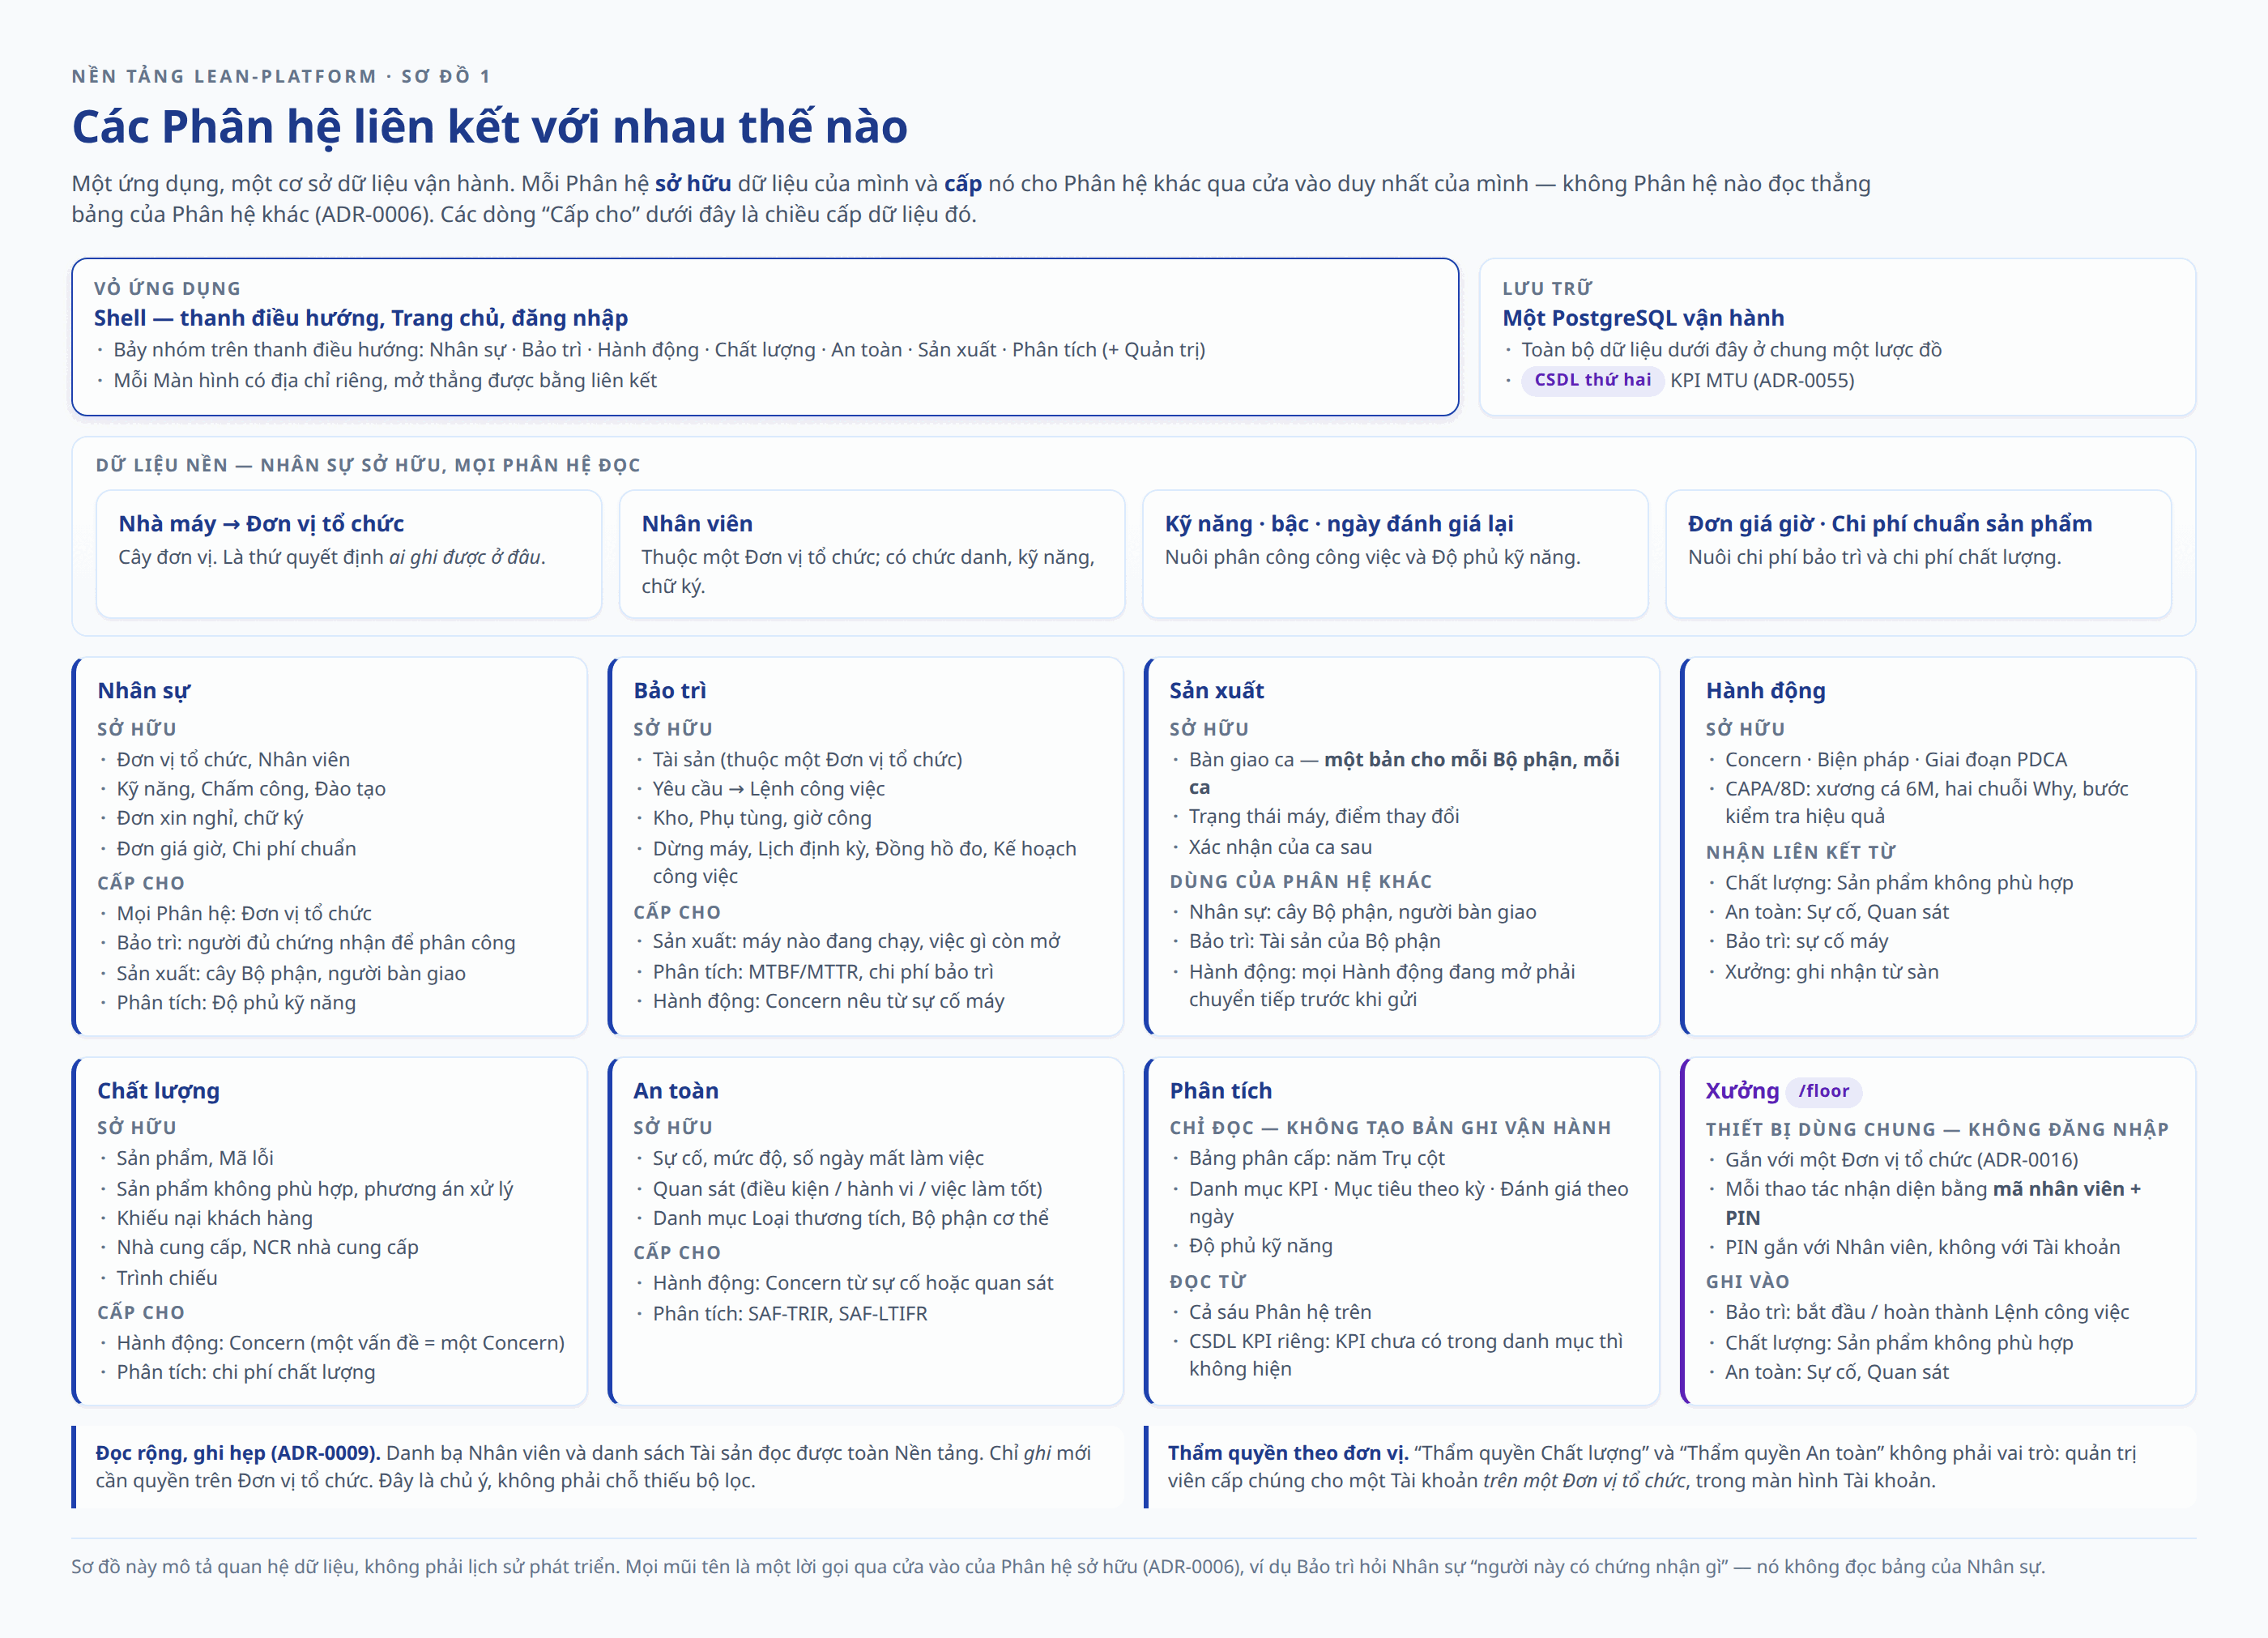 NỀN TẢNG LEAN-PLATFORM · SƠ ĐỒ 1
Các Phân hệ liên kết với nhau thế nào
Một ứng dụng, một cơ sở dữ liệu vận hành. Mỗi Phân hệ sở hữu dữ liệu của mình và cấp nó cho Phân hệ khác qua cửa vào duy nhất của mình — không Phân hệ nào đọc thẳng
bảng của Phân hệ khác (ADR-0006). Các dòng “Cấp cho” dưới đây là chiều cấp dữ liệu đó.
VỎ ỨNG DỤNG
Shell — thanh điều hướng, Trang chủ, đăng nhập
· Bảy nhóm trên thanh điều hướng: Nhân sự · Bảo trì · Hành động · Chất lượng · An toàn · Sản xuất · Phân tích (+ Quản trị)
· Mỗi Màn hình có địa chỉ riêng, mở thẳng được bằng liên kết
LƯU TRỮ
Một PostgreSQL vận hành
· Toàn bộ dữ liệu dưới đây ở chung một lược đồ
· CSDL thứ hai KPI MTU (ADR-0055)
DỮ LIỆU NỀN — NHÂN SỰ SỞ HỮU, MỌI PHÂN HỆ ĐỌC
Nhà máy → Đơn vị tổ chức
Cây đơn vị. Là thứ quyết định ai ghi được ở đâu.
Nhân viên
Thuộc một Đơn vị tổ chức; có chức danh, kỹ năng,
chữ ký.
Kỹ năng · bậc · ngày đánh giá lại
Nuôi phân công công việc và Độ phủ kỹ năng.
Đơn giá giờ · Chi phí chuẩn sản phẩm
Nuôi chi phí bảo trì và chi phí chất lượng.
Nhân sự
SỞ HỮU
· Đơn vị tổ chức, Nhân viên
· Kỹ năng, Chấm công, Đào tạo
· Đơn xin nghỉ, chữ ký
· Đơn giá giờ, Chi phí chuẩn
CẤP CHO
· Mọi Phân hệ: Đơn vị tổ chức
· Bảo trì: người đủ chứng nhận để phân công
· Sản xuất: cây Bộ phận, người bàn giao
· Phân tích: Độ phủ kỹ năng
Bảo trì
SỞ HỮU
· Tài sản (thuộc một Đơn vị tổ chức)
· Yêu cầu → Lệnh công việc
· Kho, Phụ tùng, giờ công
· Dừng máy, Lịch định kỳ, Đồng hồ đo, Kế hoạch
công việc
CẤP CHO
· Sản xuất: máy nào đang chạy, việc gì còn mở
· Phân tích: MTBF/MTTR, chi phí bảo trì
· Hành động: Concern nêu từ sự cố máy
Sản xuất
SỞ HỮU
· Bàn giao ca — một bản cho mỗi Bộ phận, mỗi
ca
· Trạng thái máy, điểm thay đổi
· Xác nhận của ca sau
DÙNG CỦA PHÂN HỆ KHÁC
· Nhân sự: cây Bộ phận, người bàn giao
· Bảo trì: Tài sản của Bộ phận
· Hành động: mọi Hành động đang mở phải
chuyển tiếp trước khi gửi
Hành động
SỞ HỮU
· Concern · Biện pháp · Giai đoạn PDCA
· CAPA/8D: xương cá 6M, hai chuỗi Why, bước
kiểm tra hiệu quả
NHẬN LIÊN KẾT TỪ
· Chất lượng: Sản phẩm không phù hợp
· An toàn: Sự cố, Quan sát
· Bảo trì: sự cố máy
· Xưởng: ghi nhận từ sàn
Chất lượng
SỞ HỮU
· Sản phẩm, Mã lỗi
· Sản phẩm không phù hợp, phương án xử lý
· Khiếu nại khách hàng
· Nhà cung cấp, NCR nhà cung cấp
· Trình chiếu
CẤP CHO
· Hành động: Concern (một vấn đề = một Concern)
· Phân tích: chi phí chất lượng
An toàn
SỞ HỮU
· Sự cố, mức độ, số ngày mất làm việc
· Quan sát (điều kiện / hành vi / việc làm tốt)
· Danh mục Loại thương tích, Bộ phận cơ thể
CẤP CHO
· Hành động: Concern từ sự cố hoặc quan sát
· Phân tích: SAF-TRIR, SAF-LTIFR
Phân tích
CHỈ ĐỌC — KHÔNG TẠO BẢN GHI VẬN HÀNH
· Bảng phân cấp: năm Trụ cột
· Danh mục KPI · Mục tiêu theo kỳ · Đánh giá theo
ngày
· Độ phủ kỹ năng
ĐỌC TỪ
· Cả sáu Phân hệ trên
· CSDL KPI riêng: KPI chưa có trong danh mục thì
không hiện
Xưởng /floor
THIẾT BỊ DÙNG CHUNG — KHÔNG ĐĂNG NHẬP
· Gắn với một Đơn vị tổ chức (ADR-0016)
· Mỗi thao tác nhận diện bằng mã nhân viên +
PIN
· PIN gắn với Nhân viên, không với Tài khoản
GHI VÀO
· Bảo trì: bắt đầu / hoàn thành Lệnh công việc
· Chất lượng: Sản phẩm không phù hợp
· An toàn: Sự cố, Quan sát
Đọc rộng, ghi hẹp (ADR-0009). Danh bạ Nhân viên và danh sách Tài sản đọc được toàn Nền tảng. Chỉ ghi mới
cần quyền trên Đơn vị tổ chức. Đây là chủ ý, không phải chỗ thiếu bộ lọc.
Thẩm quyền theo đơn vị. “Thẩm quyền Chất lượng” và “Thẩm quyền An toàn” không phải vai trò: quản trị
viên cấp chúng cho một Tài khoản trên một Đơn vị tổ chức, trong màn hình Tài khoản.
Sơ đồ này mô tả quan hệ dữ liệu, không phải lịch sử phát triển. Mọi mũi tên là một lời gọi qua cửa vào của Phân hệ sở hữu (ADR-0006), ví dụ Bảo trì hỏi Nhân sự “người này có chứng nhận gì” — nó không đọc bảng của Nhân sự.